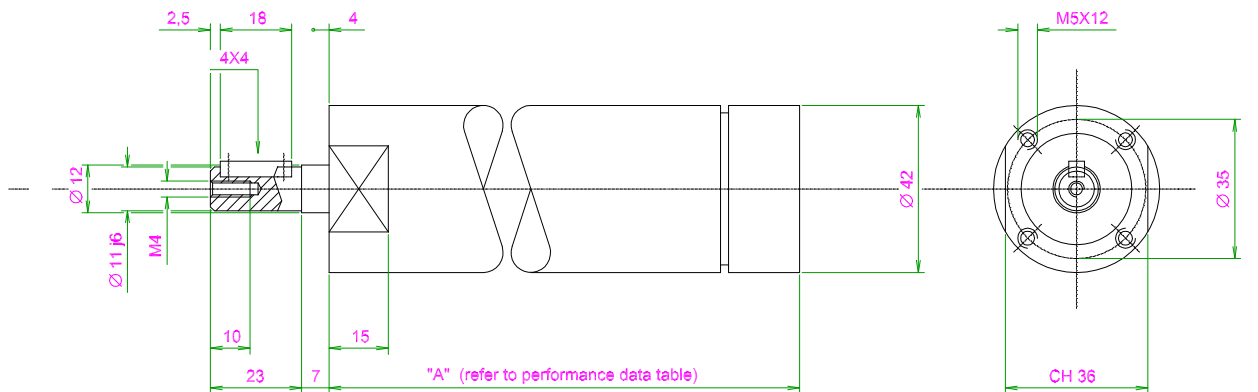 2,5
18
4
M5X12
4X4
Ø 12
Ø 11 j6
M4
Ø 42
Ø 35
10
15
23
7
"A" (refer to performance data table)
CH 36